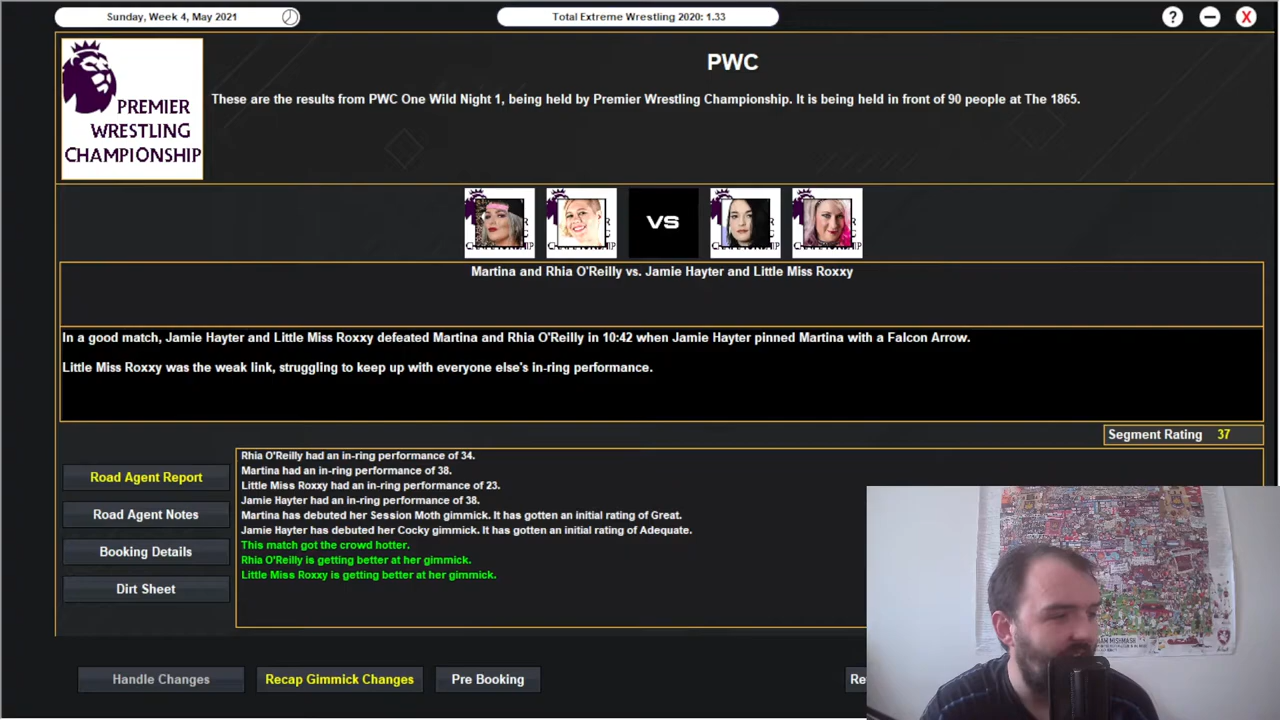 Sunday, Week 4, May 2021
Total Extreme Wrestling 2020: 1.33
?
X
PREMIER
WRESTLING
CHAMPIONSHIP
PWC
These are the results from PWC One Wild Night 1, being held by Premier Wrestling Championship. It is being held in front of 90 people at The 1865.
VS
Martina and Rhia O'Reilly vs. Jamie Hayter and Little Miss Roxxy
In a good match, Jamie Hayter and Little Miss Roxxy defeated Martina and Rhia O'Reilly in 10:42 when Jamie Hayter pinned Martina with a Falcon Arrow.
Little Miss Roxxy was the weak link, struggling to keep up with everyone else's in-ring performance.
Segment Rating 37
Road Agent Report
Road Agent Notes
Booking Details
Dirt Sheet
Rhia O'Reilly had an in-ring performance of 34.
Martina had an in-ring performance of 38.
Little Miss Roxxy had an in-ring performance of 23.
Jamie Hayter had an in-ring performance of 38.
Martina has debuted her Session Moth gimmick. It has gotten an initial rating of Great.
Jamie Hayter has debuted her Cocky gimmick. It has gotten an initial rating of Adequate.
This match got the crowd hotter.
Rhia O'Reilly is getting better at her gimmick.
Little Miss Roxxy is getting better at her gimmick.
Handle Changes
Recap Gimmick Changes
Pre Booking